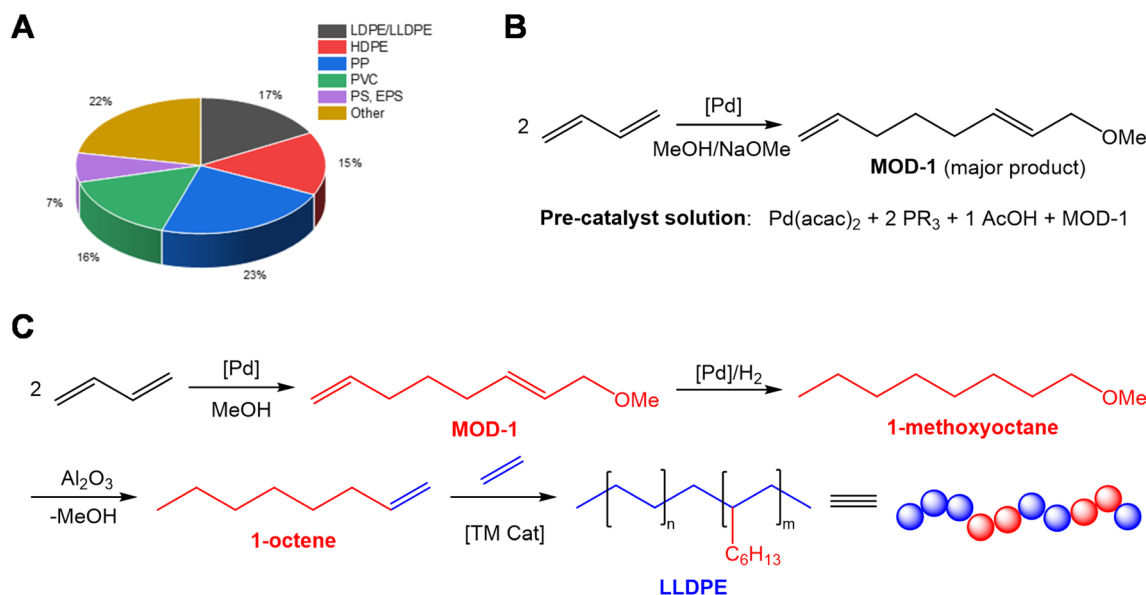 A
LDPE/LLDPE
HDPE
PP
PVC
PS, EPS
Other
22%
17%
15%
7%
16%
23%
B
2
[Pd]
MeOH/NaOMe
OMe
MOD-1 (major product)
Pre-catalyst solution: Pd(acac)2 + 2 PR3 + 1 AcOH + MOD-1
C
2
[Pd]
MeOH
OMe
MOD-1
[Pd]/H2
OMe
1-methoxyoctane
Al2O3
-MeOH
1-octene
[TM Cat]
n
m
C6H13
LLDPE